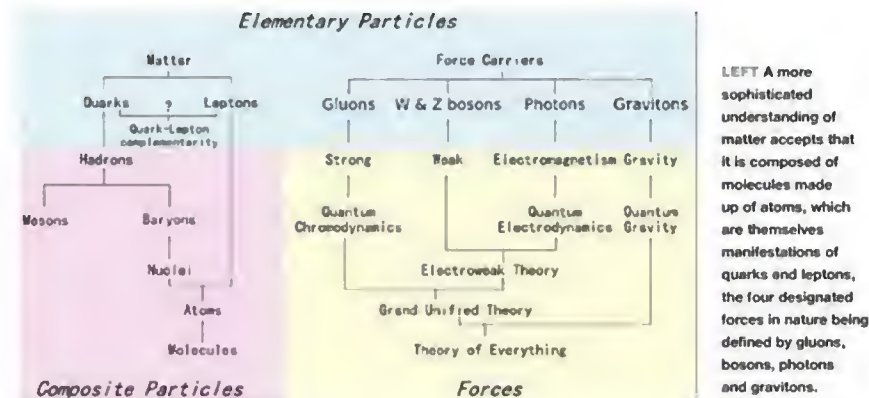 Elementary Particles
Matter
Force Carriers
Quarks ? Leptons
Gluons W & Z bosons Photons Gravitons
Quark-Lepton
complementarity
Hadrons
Strong Weak Electromagnetism Gravity
Mesons Baryons
Quantum
Chromodynamics
Quantum
Electrodynamics
Quantum
Gravity
Nuclei
Electroweak Theory
Atoms
Grand Unified Theory
Molecules
Theory of Everything
Composite Particles
Forces
LEFT A more
sophisticated
understanding of
matter accepts that
it is composed of
molecules made
up of atoms, which
are themselves
manifestations of
quarks and leptons,
the four designated
forces in nature being
defined by gluons,
bosons, photons
and gravitons.